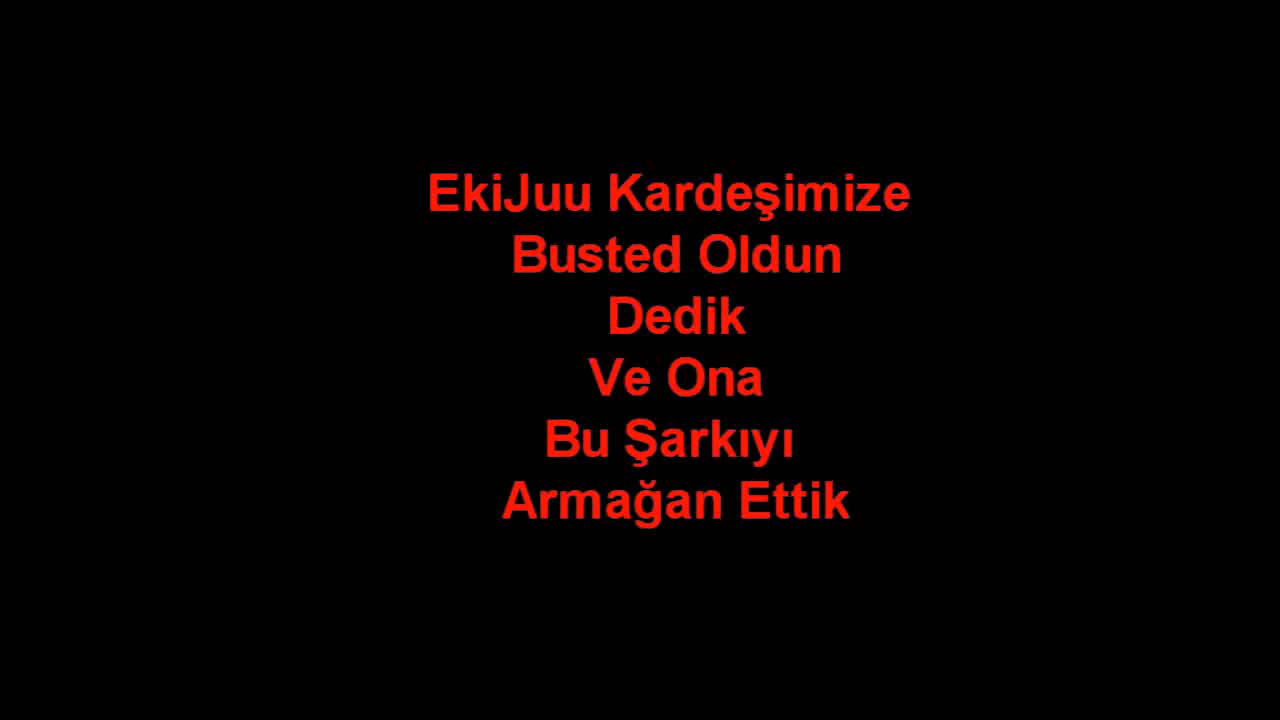 EkiJuu Kardeşimize
Busted Oldun
Dedik
Ve Ona
Bu Şarkıyı
Armağan Ettik